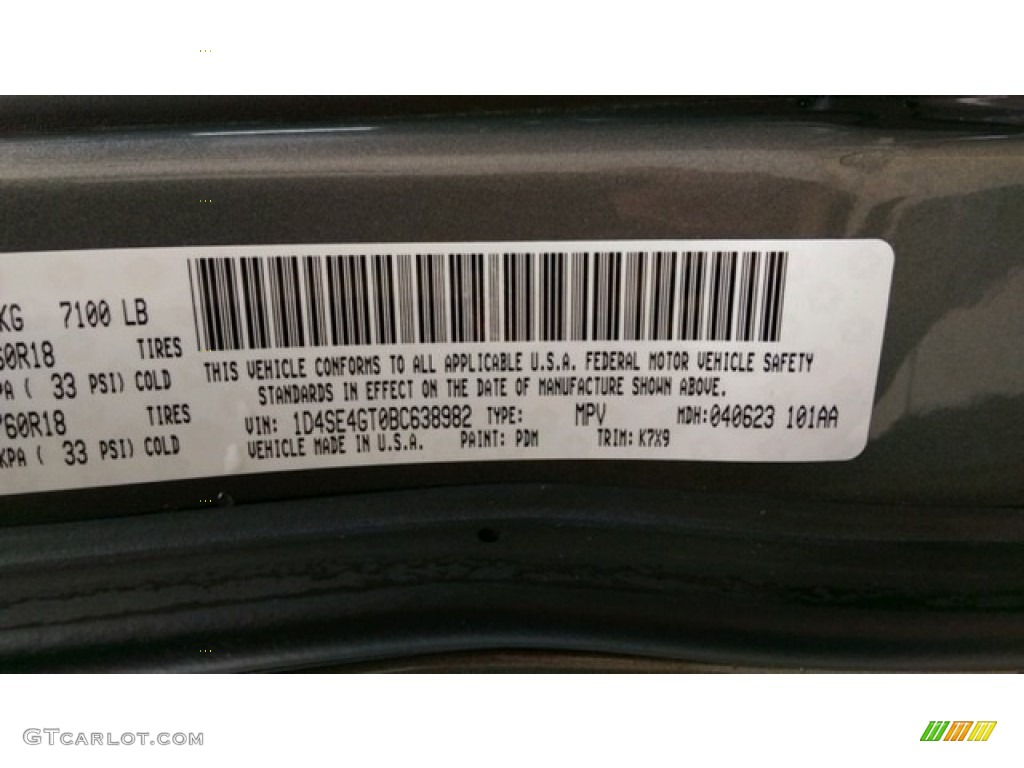 KG 7100 LB
60R18 TIRES
PA ( 33 PSI) COLD
/60R18 TIRES
KPA ( 33 PSI) COLD
THIS VEHICLE CONFORMS TO ALL APPLICABLE U.S.A. FEDERAL MOTOR VEHICLE SAFETY
STANDARDS IN EFFECT ON THE DATE OF MANUFACTURE SHOWN ABOVE.
VIN: 1D4SE4GT0BC638982 TYPE: MPV MDH: 040623 101AA
VEHICLE MADE IN U.S.A. PAINT: PDM TRIM: K7X9
GTCARLOT.COM